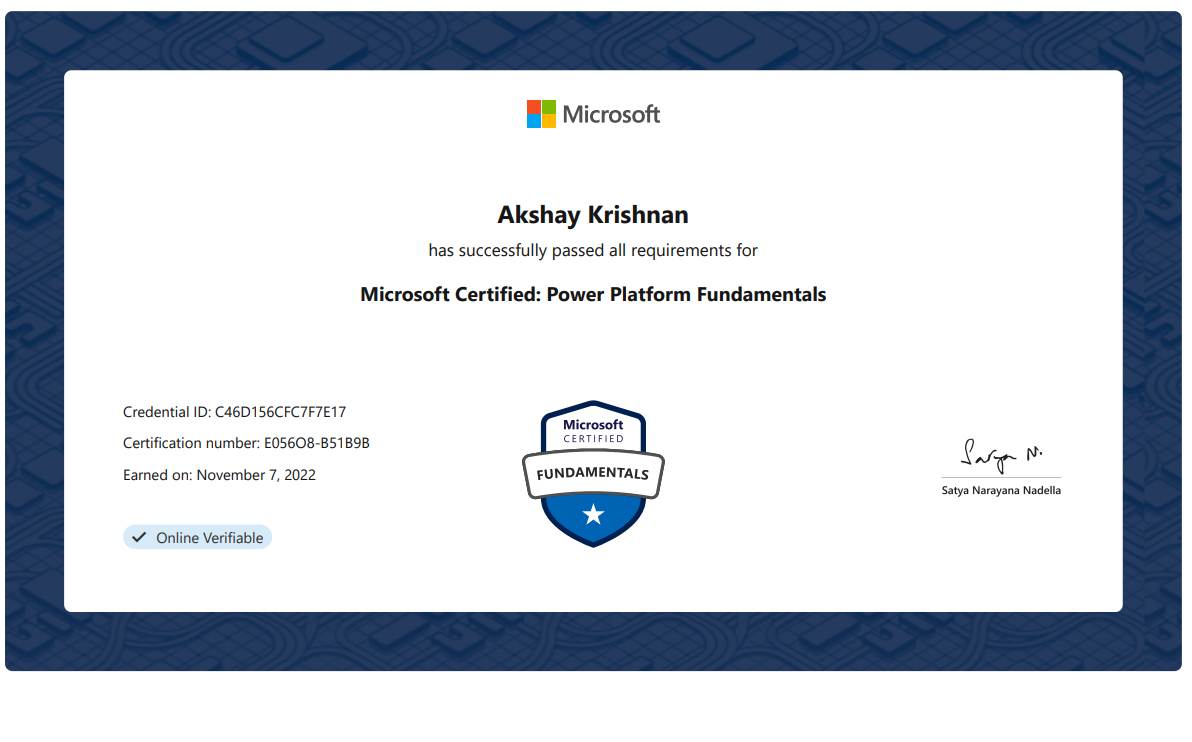 Microsoft
Akshay Krishnan
has successfully passed all requirements for
Microsoft Certified: Power Platform Fundamentals
Credential ID: C46D156CFC7F7E17
Certification number: E056O8-B51B9B
Earned on: November 7, 2022
Online Verifiable
Microsoft
CERTIFIED
FUNDAMENTALS
Satya N.
Satya Narayana Nadella